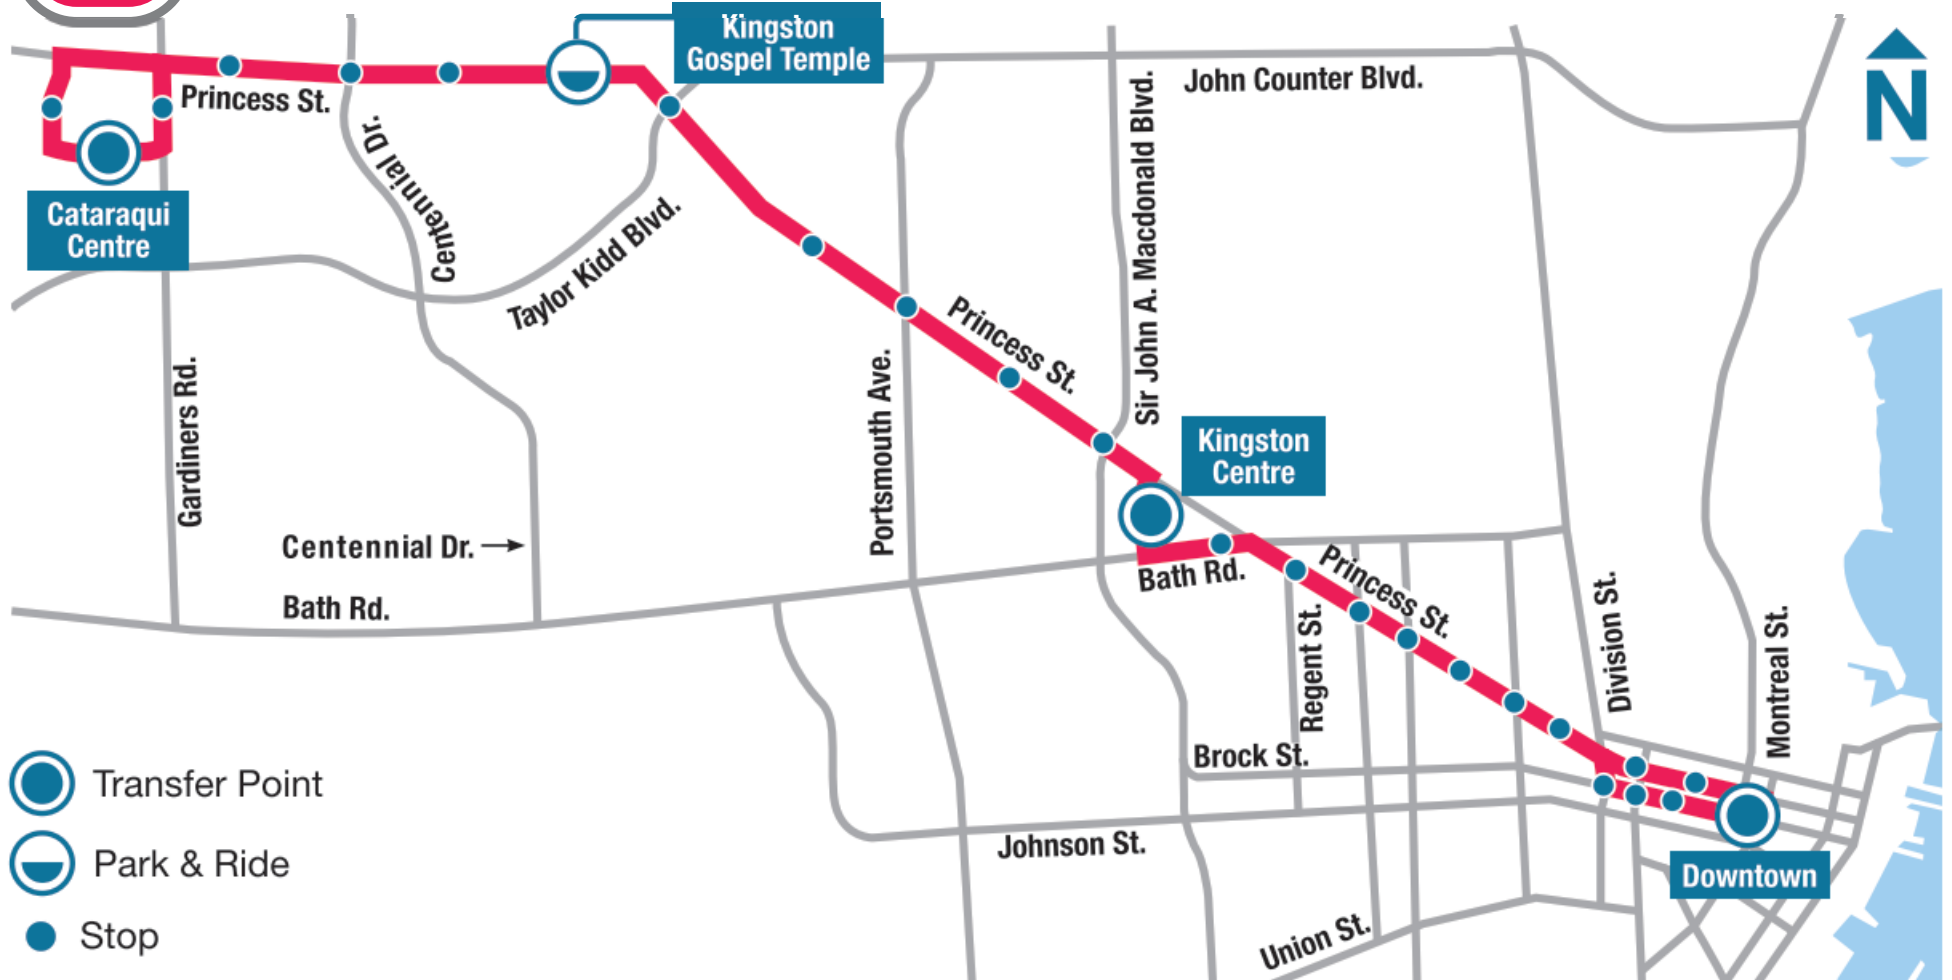 Kingston
Gospel Temple
John Counter Blvd.
N
Princess St.
Centennial Dr.
Sir John A. Macdonald Blvd.
Cataraqui
Centre
Taylor Kidd Blvd.
Princess St.
Gardiners Rd.
Portsmouth Ave.
Kingston
Centre
Centennial Dr.
Bath Rd.
Bath Rd.
Princess St.
Regent St.
Division St.
Montreal St.
Brock St.
Johnson St.
Downtown
Union St.
Transfer Point
Park & Ride
Stop